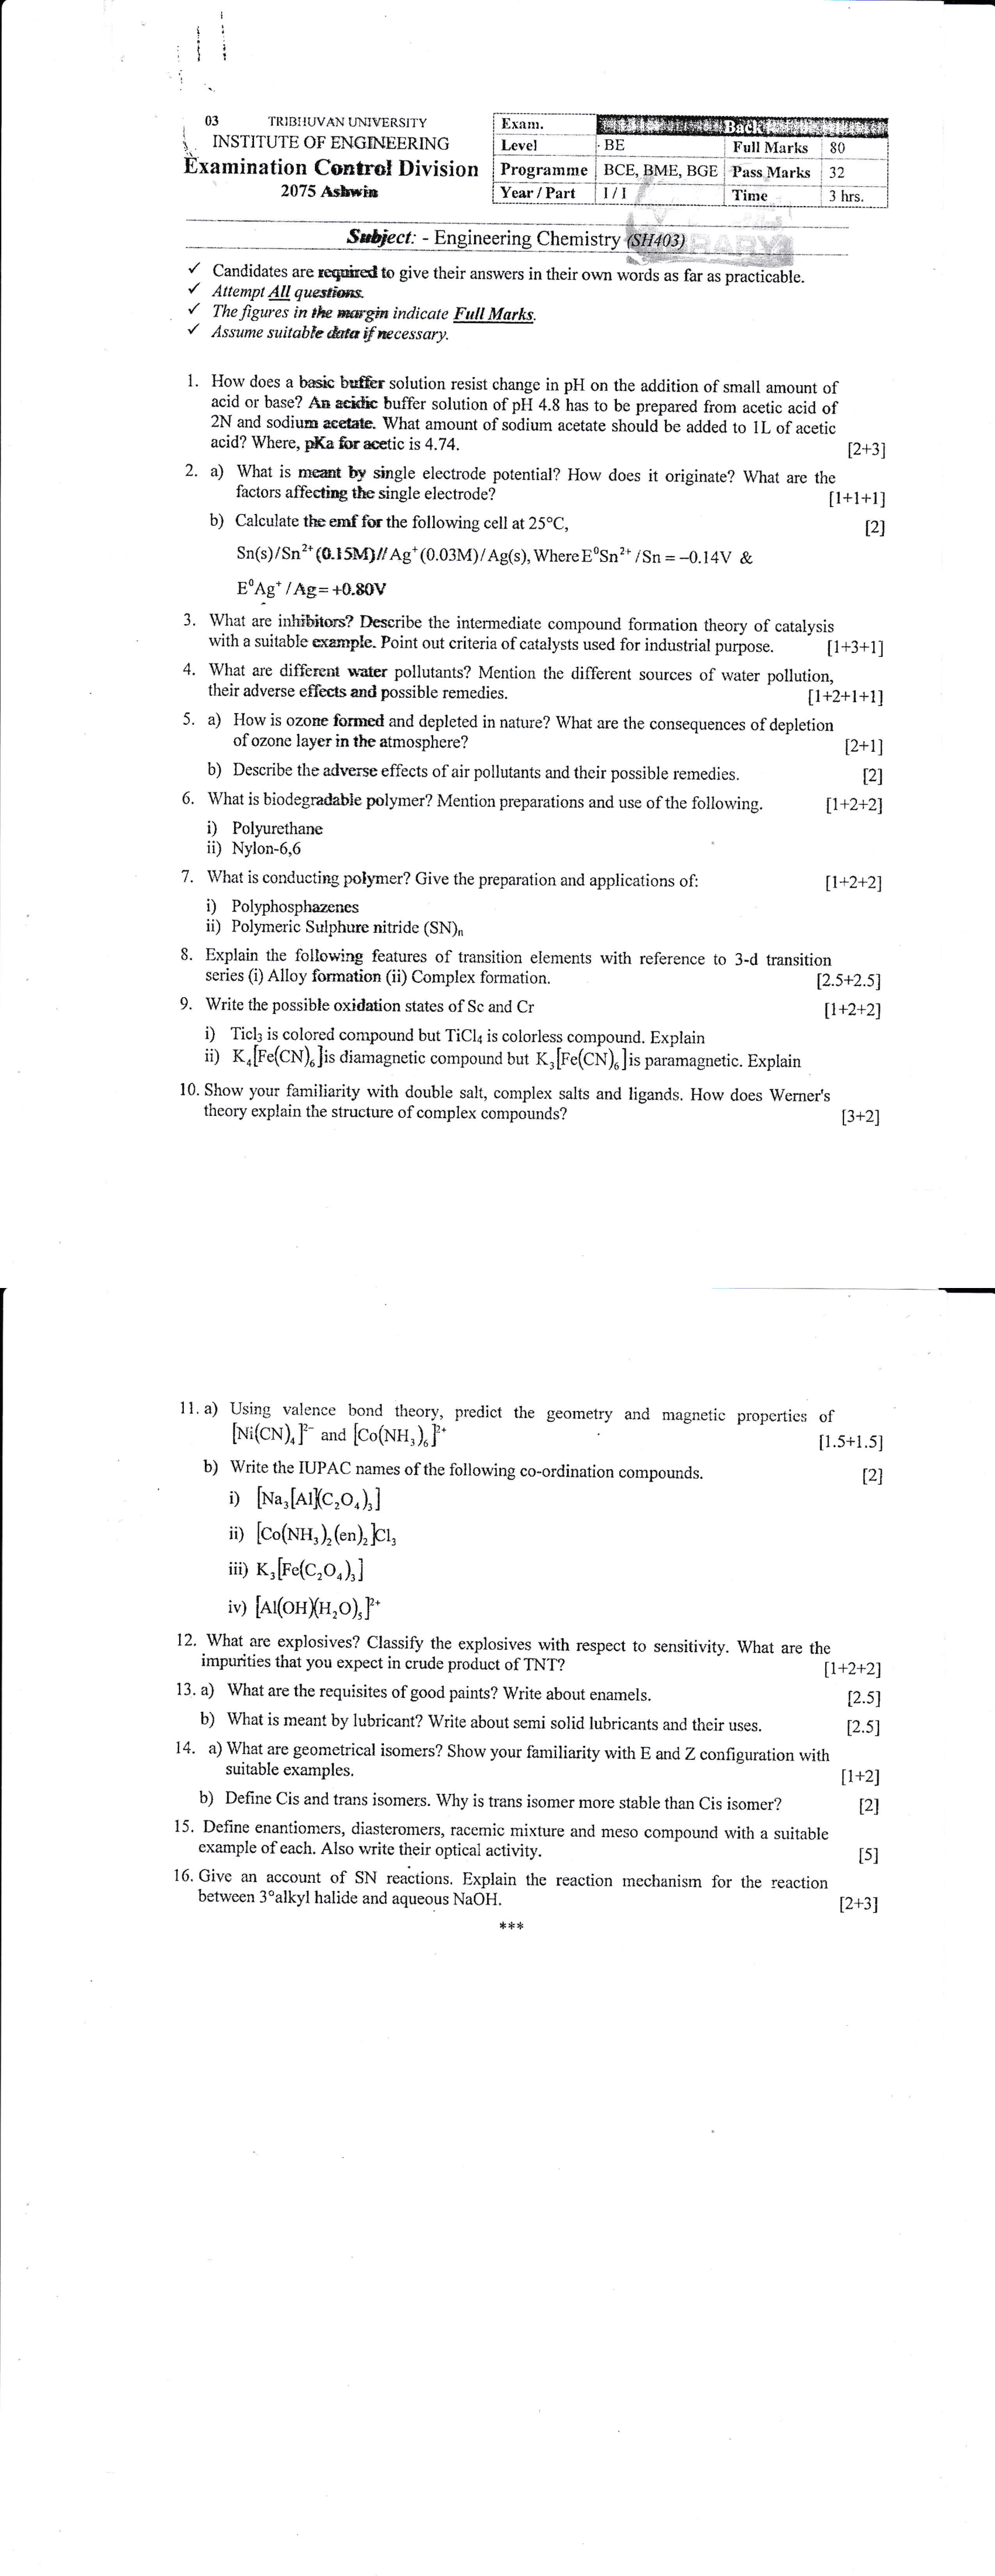 03 TRIBHUVAN UNIVERSITY
INSTITUTE OF ENGINEERING
Examination Control Division
2075 Ashwin
Exam. Back
Level BE Full Marks 80
Programme BCE, BME, BGE Pass Marks 32
Year / Part I / I Time 3 hrs.
Subject: - Engineering Chemistry (SH403)
✓ Candidates are required to give their answers in their own words as far as practicable.
✓ Attempt All questions.
✓ The figures in the margin indicate Full Marks.
✓ Assume suitable data if necessary.
1. How does a basic buffer solution resist change in pH on the addition of small amount of
acid or base? An acidic buffer solution of pH 4.8 has to be prepared from acetic acid of
2N and sodium acetate. What amount of sodium acetate should be added to 1L of acetic
acid? Where, pKa for acetic is 4.74. [2+3]
2. a) What is meant by single electrode potential? How does it originate? What are the
factors affecting the single electrode? [1+1+1]
b) Calculate the emf for the following cell at 25°C, [2]
Sn(s)/Sn²⁺(0.15M)//Ag⁺(0.03M)/Ag(s), Where E⁰Sn²⁺/Sn = –0.14V &
E⁰Ag⁺/Ag= +0.80V
3. What are inhibitors? Describe the intermediate compound formation theory of catalysis
with a suitable example. Point out criteria of catalysts used for industrial purpose. [1+3+1]
4. What are different water pollutants? Mention the different sources of water pollution,
their adverse effects and possible remedies. [1+2+1+1]
5. a) How is ozone formed and depleted in nature? What are the consequences of depletion
of ozone layer in the atmosphere? [2+1]
b) Describe the adverse effects of air pollutants and their possible remedies. [2]
6. What is biodegradable polymer? Mention preparations and use of the following. [1+2+2]
i) Polyurethane
ii) Nylon-6,6
7. What is conducting polymer? Give the preparation and applications of: [1+2+2]
i) Polyphosphazenes
ii) Polymeric Sulphure nitride (SN)ₙ
8. Explain the following features of transition elements with reference to 3-d transition
series (i) Alloy formation (ii) Complex formation. [2.5+2.5]
9. Write the possible oxidation states of Sc and Cr [1+2+2]
i) Ticl₃ is colored compound but TiCl₄ is colorless compound. Explain
ii) K₄[Fe(CN)₆] is diamagnetic compound but K₃[Fe(CN)₆] is paramagnetic. Explain
10. Show your familiarity with double salt, complex salts and ligands. How does Werner's
theory explain the structure of complex compounds? [3+2]
11. a) Using valence bond theory, predict the geometry and magnetic properties of
[Ni(CN)₄]²⁻ and [Co(NH₃)₆]²⁺ [1.5+1.5]
b) Write the IUPAC names of the following co-ordination compounds. [2]
i) [Na₃[Al](C₂O₄)₃]
ii) [Co(NH₃)₂(en)₂]Cl₃
iii) K₃[Fe(C₂O₄)₃]
iv) [Al(OH)(H₂O)₅]²⁺
12. What are explosives? Classify the explosives with respect to sensitivity. What are the
impurities that you expect in crude product of TNT? [1+2+2]
13. a) What are the requisites of good paints? Write about enamels. [2.5]
b) What is meant by lubricant? Write about semi solid lubricants and their uses. [2.5]
14. a) What are geometrical isomers? Show your familiarity with E and Z configuration with
suitable examples. [1+2]
b) Define Cis and trans isomers. Why is trans isomer more stable than Cis isomer? [2]
15. Define enantiomers, diasteromers, racemic mixture and meso compound with a suitable
example of each. Also write their optical activity. [5]
16. Give an account of SN reactions. Explain the reaction mechanism for the reaction
between 3°alkyl halide and aqueous NaOH. [2+3]
***